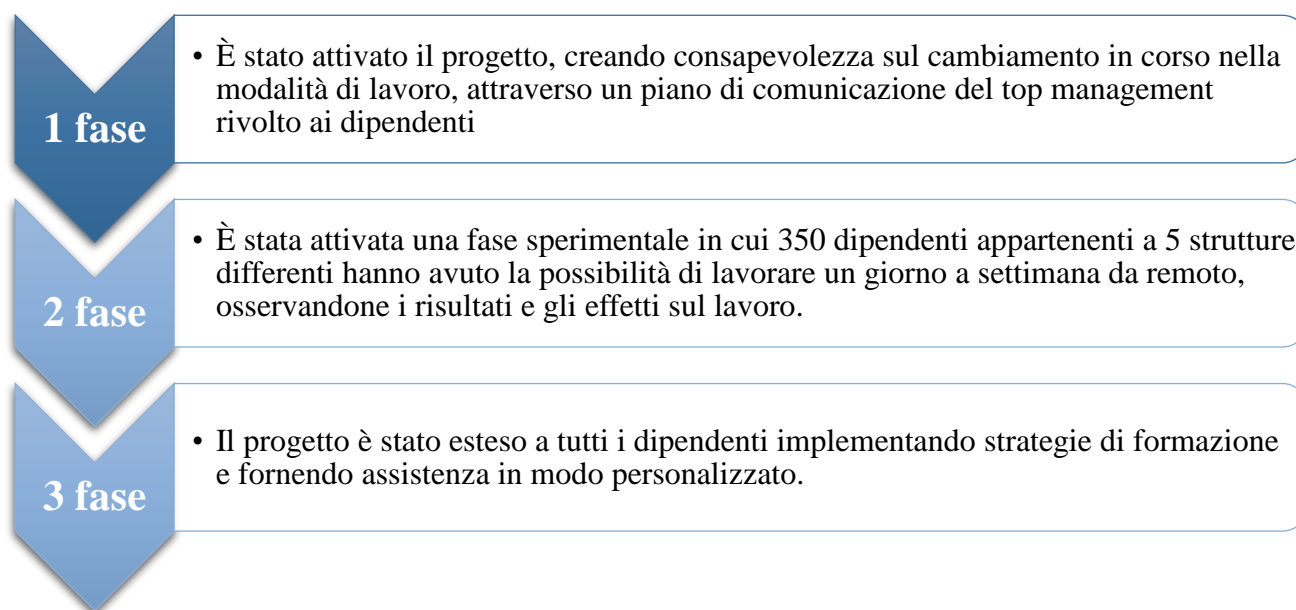 1 fase
• È stato attivato il progetto, creando consapevolezza sul cambiamento in corso nella
modalità di lavoro, attraverso un piano di comunicazione del top management
rivolto ai dipendenti
2 fase
• È stata attivata una fase sperimentale in cui 350 dipendenti appartenenti a 5 strutture
differenti hanno avuto la possibilità di lavorare un giorno a settimana da remoto,
osservandone i risultati e gli effetti sul lavoro.
3 fase
• Il progetto è stato esteso a tutti i dipendenti implementando strategie di formazione
e fornendo assistenza in modo personalizzato.